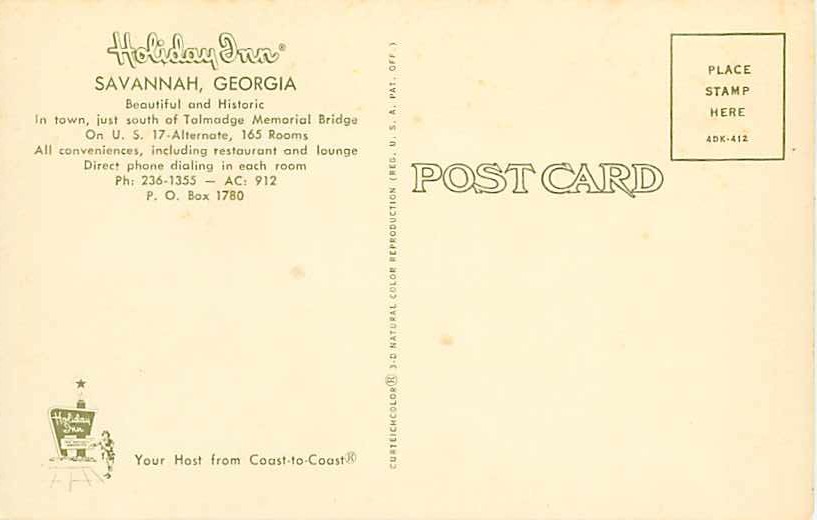 Holiday Inn®
SAVANNAH, GEORGIA
Beautiful and Historic
In town, just south of Talmadge Memorial Bridge
On U. S. 17-Alternate, 165 Rooms
All conveniences, including restaurant and lounge
Direct phone dialing in each room
Ph: 236-1355 — AC: 912
P. O. Box 1780
Holiday
Inn
Your Host from Coast-to-Coast®
CURTEICHCOLOR® 3-D NATURAL COLOR REPRODUCTION (REG. U. S. A. PAT. OFF.)
POST CARD
PLACE
STAMP
HERE
4DK-412